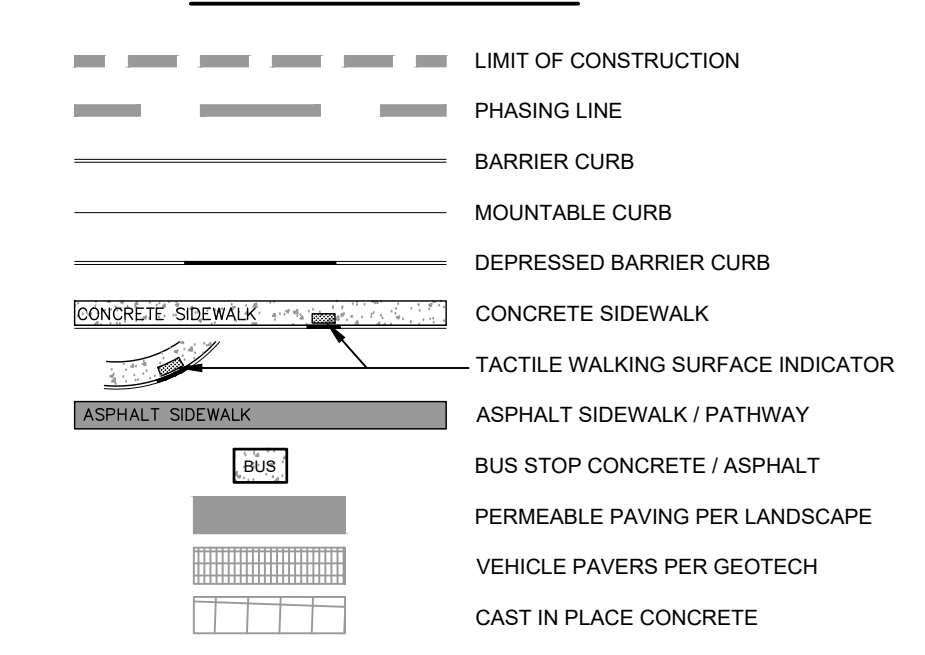 LIMIT OF CONSTRUCTION
PHASING LINE
BARRIER CURB
MOUNTABLE CURB
DEPRESSED BARRIER CURB
CONCRETE SIDEWALK CONCRETE SIDEWALK
TACTILE WALKING SURFACE INDICATOR
ASPHALT SIDEWALK ASPHALT SIDEWALK / PATHWAY
BUS BUS STOP CONCRETE / ASPHALT
PERMEABLE PAVING PER LANDSCAPE
VEHICLE PAVERS PER GEOTECH
CAST IN PLACE CONCRETE